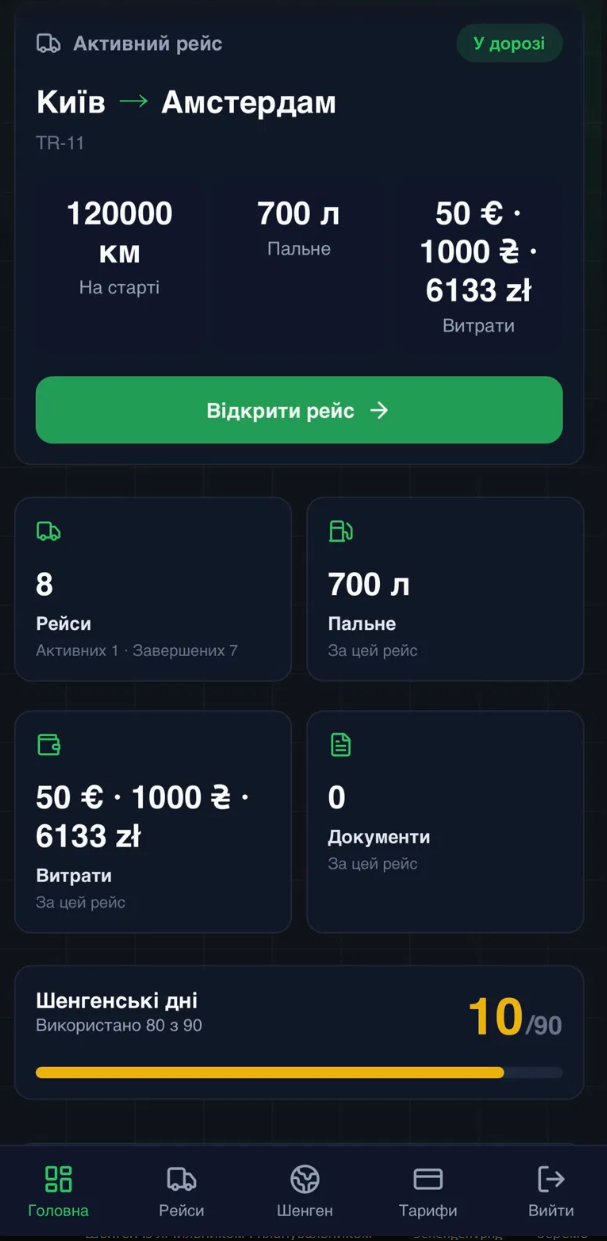 Активний рейс
У дорозі
Київ → Амстердам
TR-11
120000
км
На старті
700 л
Пальне
50 € ·
1000 ₴ ·
6133 zł
Витрати
Відкрити рейс →
8
Рейси
Активних 1 · Завершених 7
700 л
Пальне
За цей рейс
50 € · 1000 ₴ ·
6133 zł
Витрати
За цей рейс
0
Документи
За цей рейс
Шенгенські дні
Використано 80 з 90
10/90
Головна
Рейси
Шенген
Тарифи
Вийти